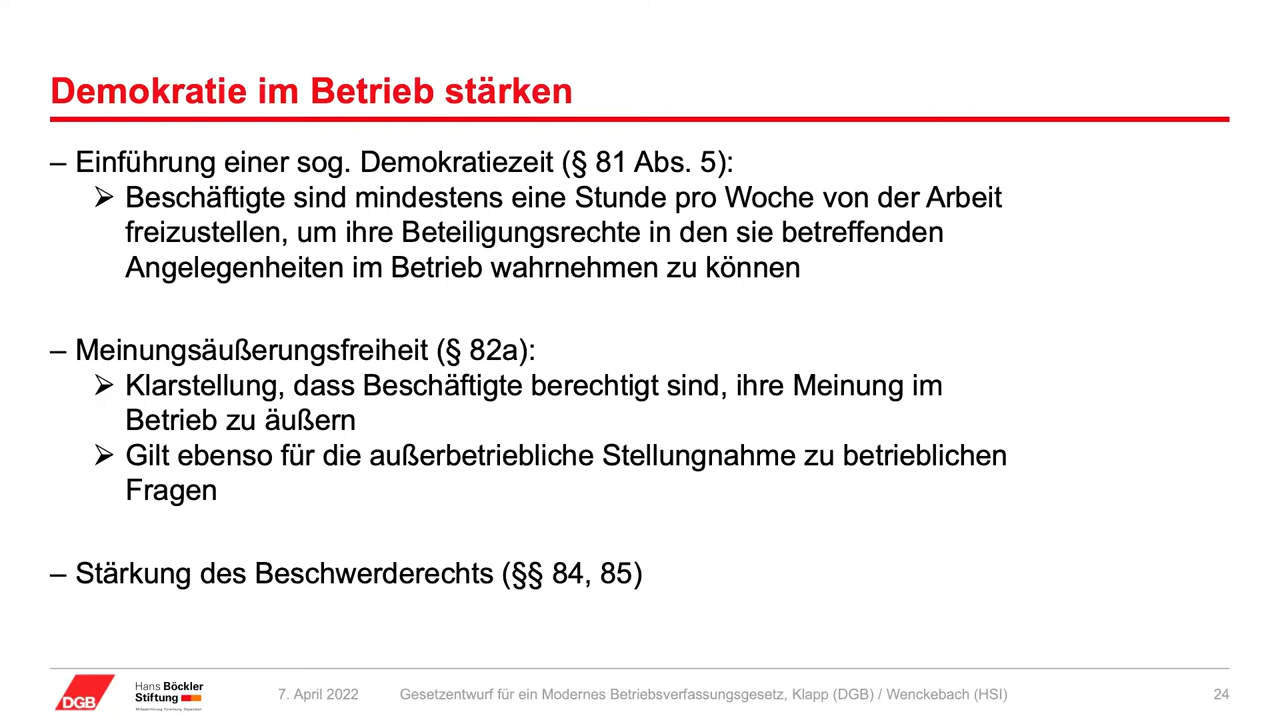 Demokratie im Betrieb stärken
– Einführung einer sog. Demokratiezeit (§ 81 Abs. 5):
➢ Beschäftigte sind mindestens eine Stunde pro Woche von der Arbeit
freizustellen, um ihre Beteiligungsrechte in den sie betreffenden
Angelegenheiten im Betrieb wahrnehmen zu können
– Meinungsäußerungsfreiheit (§ 82a):
➢ Klarstellung, dass Beschäftigte berechtigt sind, ihre Meinung im
Betrieb zu äußern
➢ Gilt ebenso für die außerbetriebliche Stellungnahme zu betrieblichen
Fragen
– Stärkung des Beschwerderechts (§§ 84, 85)
DGB
Hans Böckler
Stiftung
Mitbestimmung. Forschung. Stipendien.
7. April 2022
Gesetzentwurf für ein Modernes Betriebsverfassungsgesetz, Klapp (DGB) / Wenckebach (HSI)
24